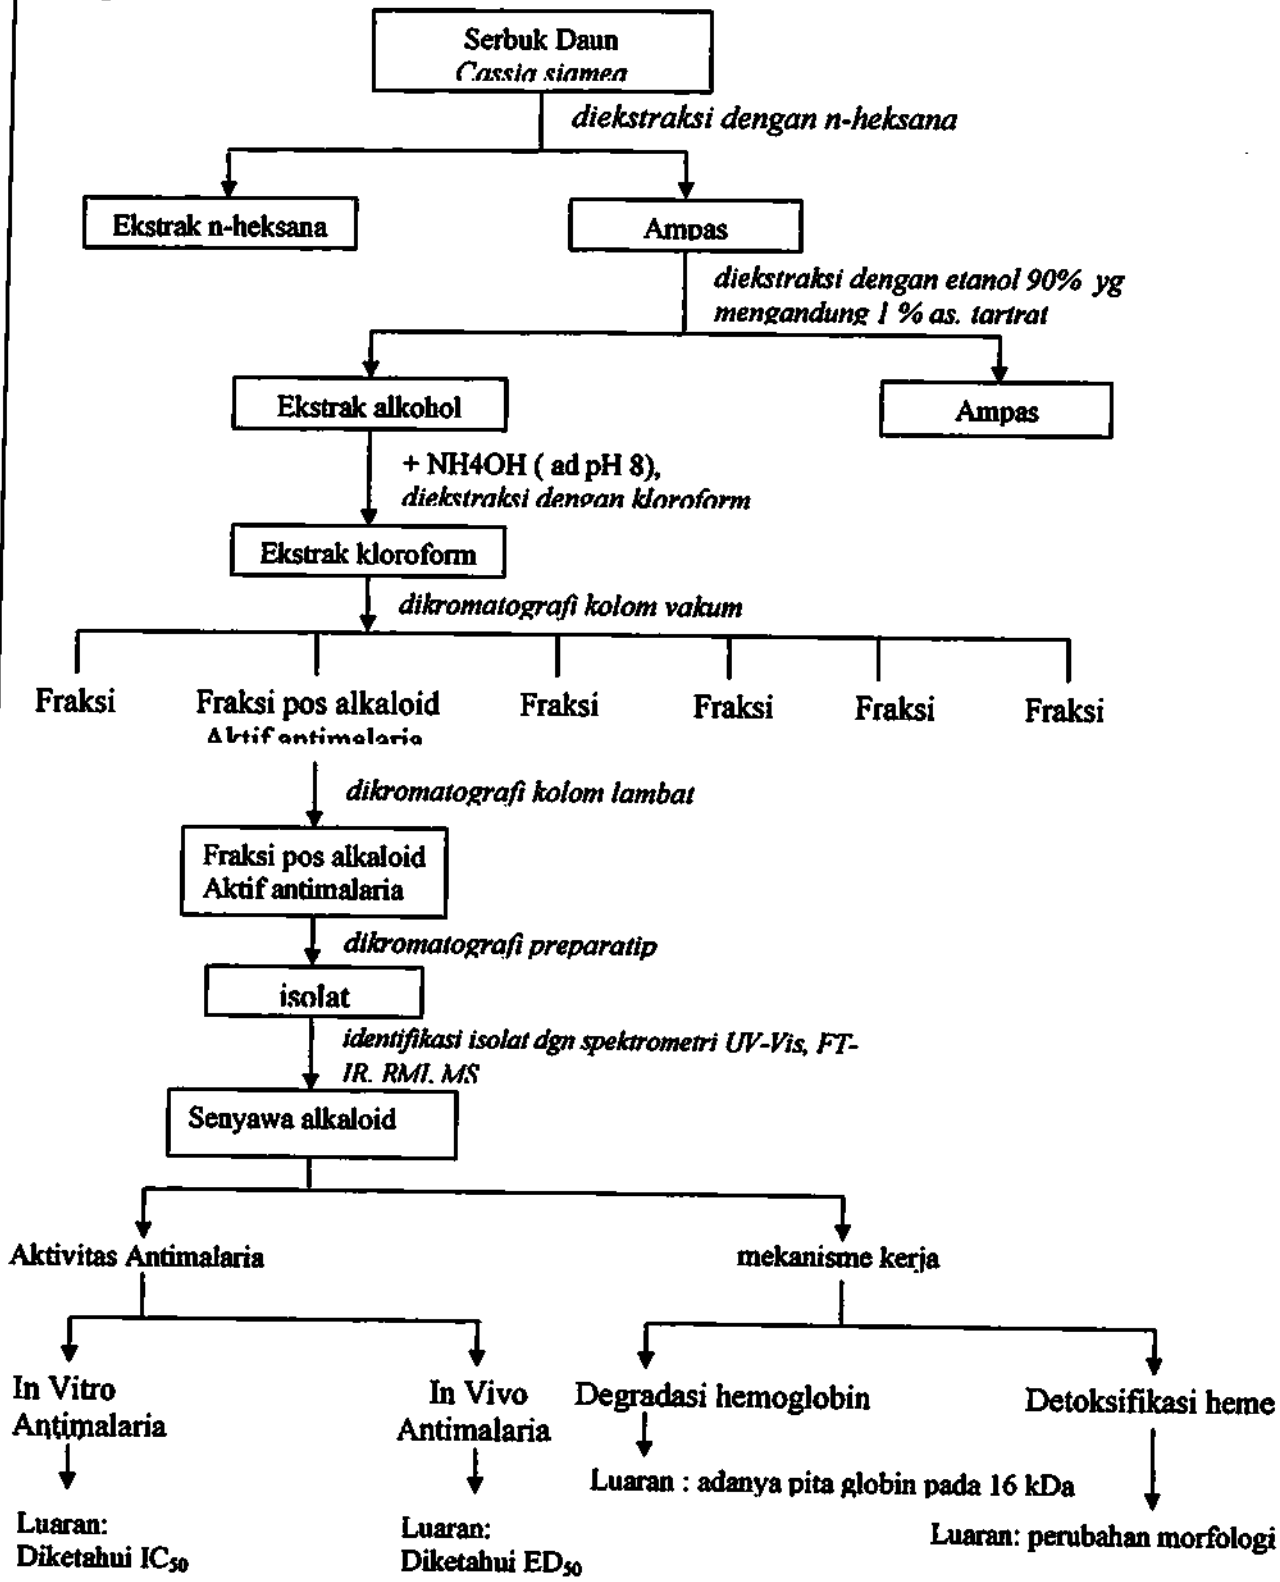 Serbuk Daun
Cassia siamea
diekstraksi dengan n-heksana
Ekstrak n-heksana
Ampas
diekstraksi dengan etanol 90% yg
mengandung 1 % as. tartrat
Ekstrak alkohol
Ampas
+ NH4OH ( ad pH 8),
diekstraksi dengan kloroform
Ekstrak kloroform
dikromatografi kolom vakum
Fraksi
Fraksi pos alkaloid
Aktif antimalaria
Fraksi
Fraksi
Fraksi
Fraksi
dikromatografi kolom lambat
Fraksi pos alkaloid
Aktif antimalaria
dikromatografi preparatip
isolat
identifikasi isolat dgn spektrometri UV-Vis, FT-
IR, RMI, MS
Senyawa alkaloid
Aktivitas Antimalaria
mekanisme kerja
In Vitro
Antimalaria
In Vivo
Antimalaria
Degradasi hemoglobin
Detoksifikasi heme
Luaran : adanya pita globin pada 16 kDa
Luaran:
Diketahui IC50
Luaran:
Diketahui ED50
Luaran: perubahan morfologi